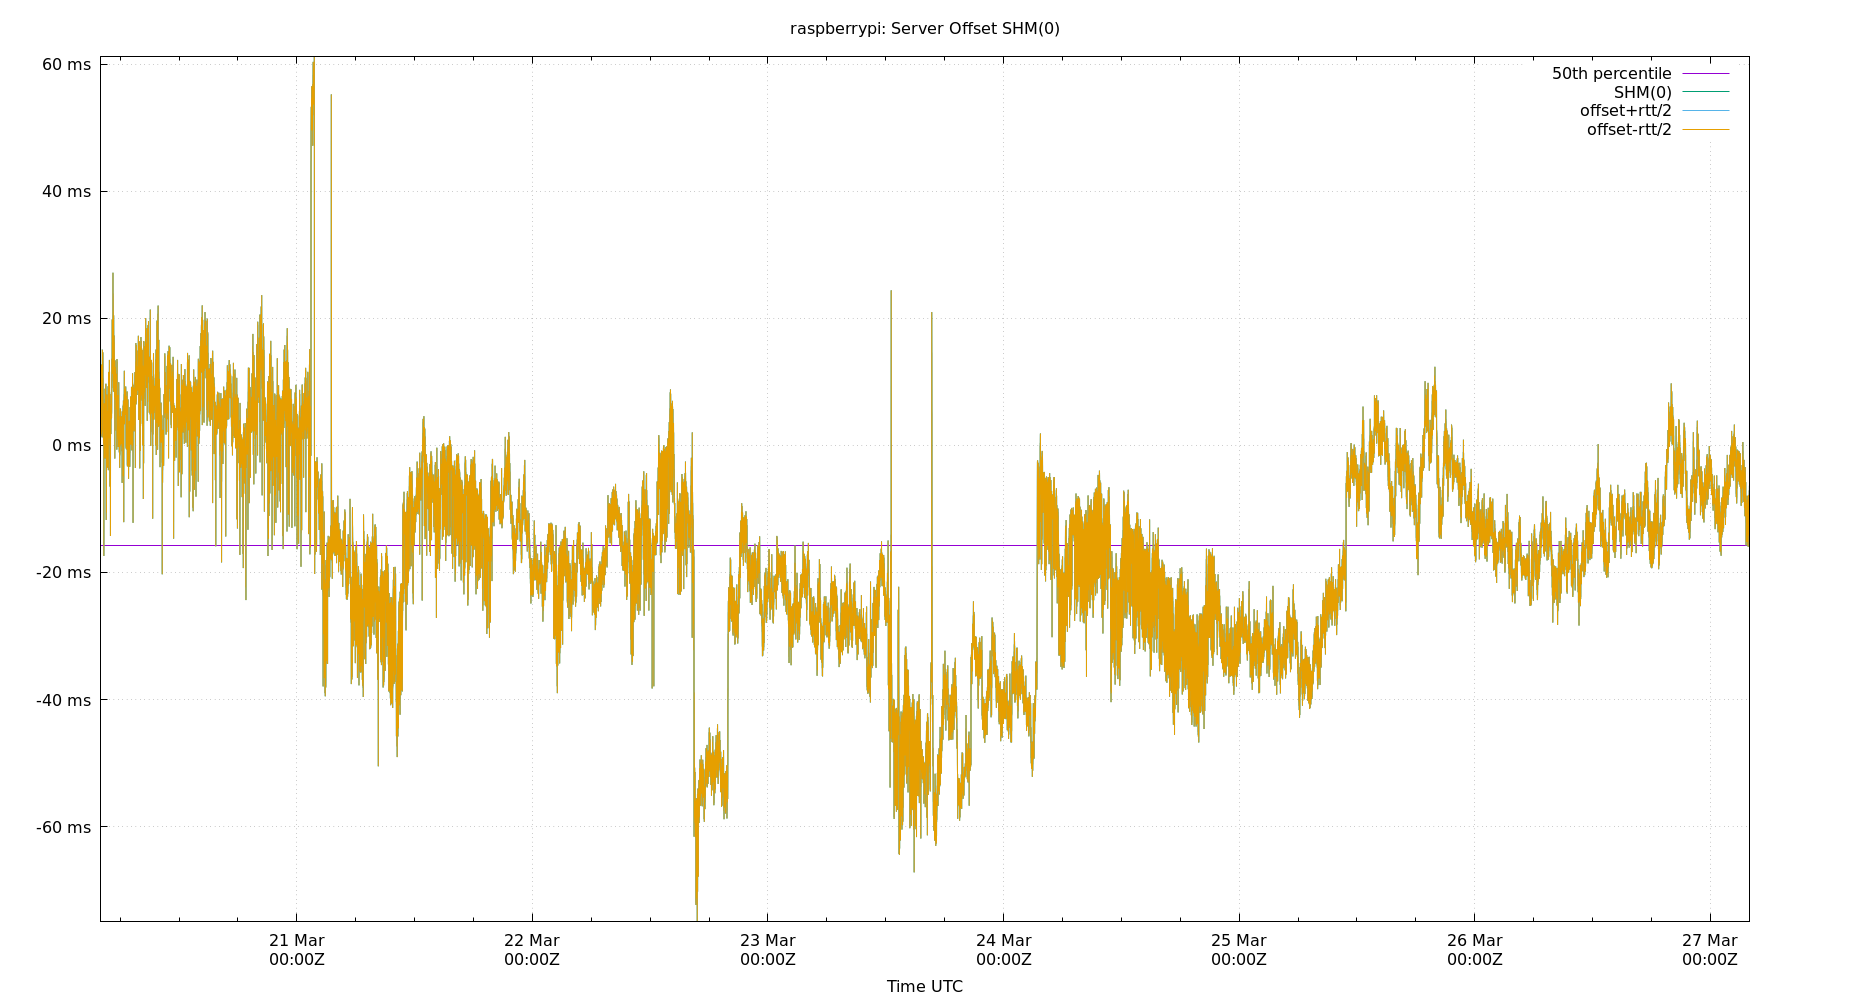 raspberrypi: Server Offset SHM(0)
60 ms
40 ms
20 ms
0 ms
-20 ms
-40 ms
-60 ms
50th percentile
SHM(0)
offset+rtt/2
offset-rtt/2
21 Mar 22 Mar 23 Mar 24 Mar 25 Mar 26 Mar 27 Mar
00:00Z 00:00Z 00:00Z 00:00Z 00:00Z 00:00Z 00:00Z
Time UTC